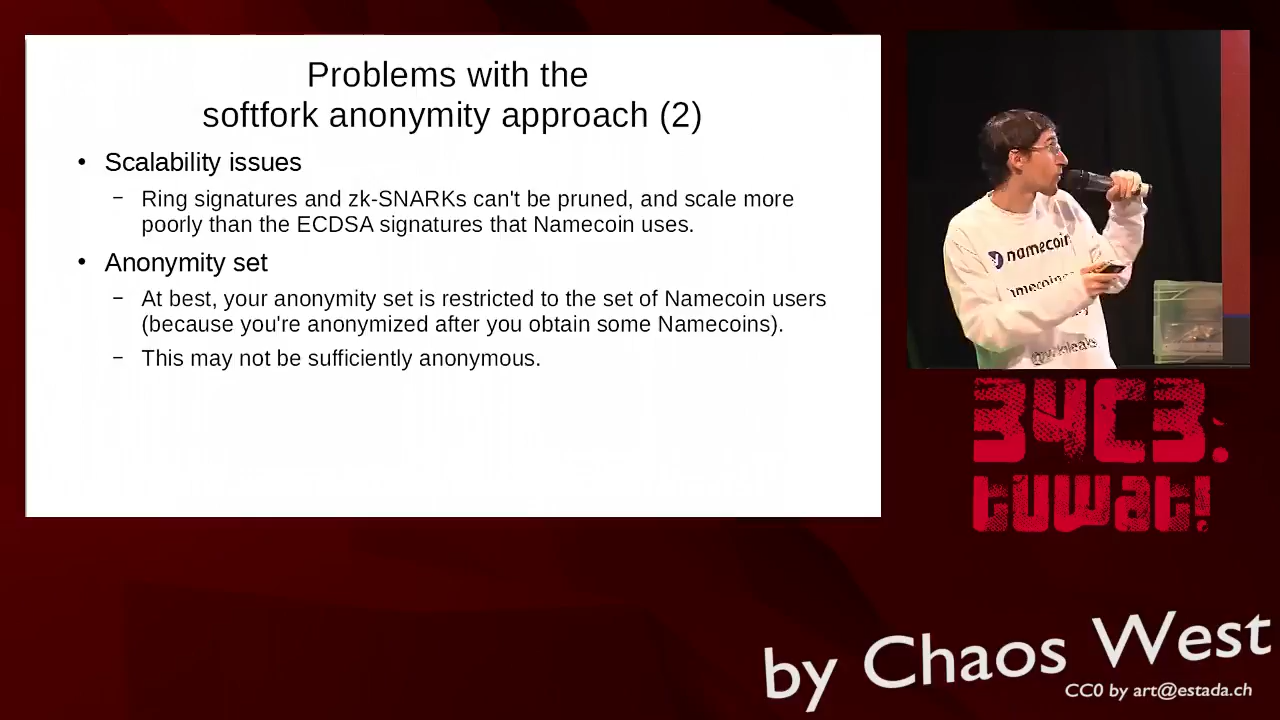 Problems with the
softfork anonymity approach (2)
• Scalability issues
– Ring signatures and zk-SNARKs can't be pruned, and scale more
poorly than the ECDSA signatures that Namecoin uses.
• Anonymity set
– At best, your anonymity set is restricted to the set of Namecoin users
(because you're anonymized after you obtain some Namecoins).
– This may not be sufficiently anonymous.
namecoin
34C3:
tuwat!
by Chaos West
CC0 by art@estada.ch